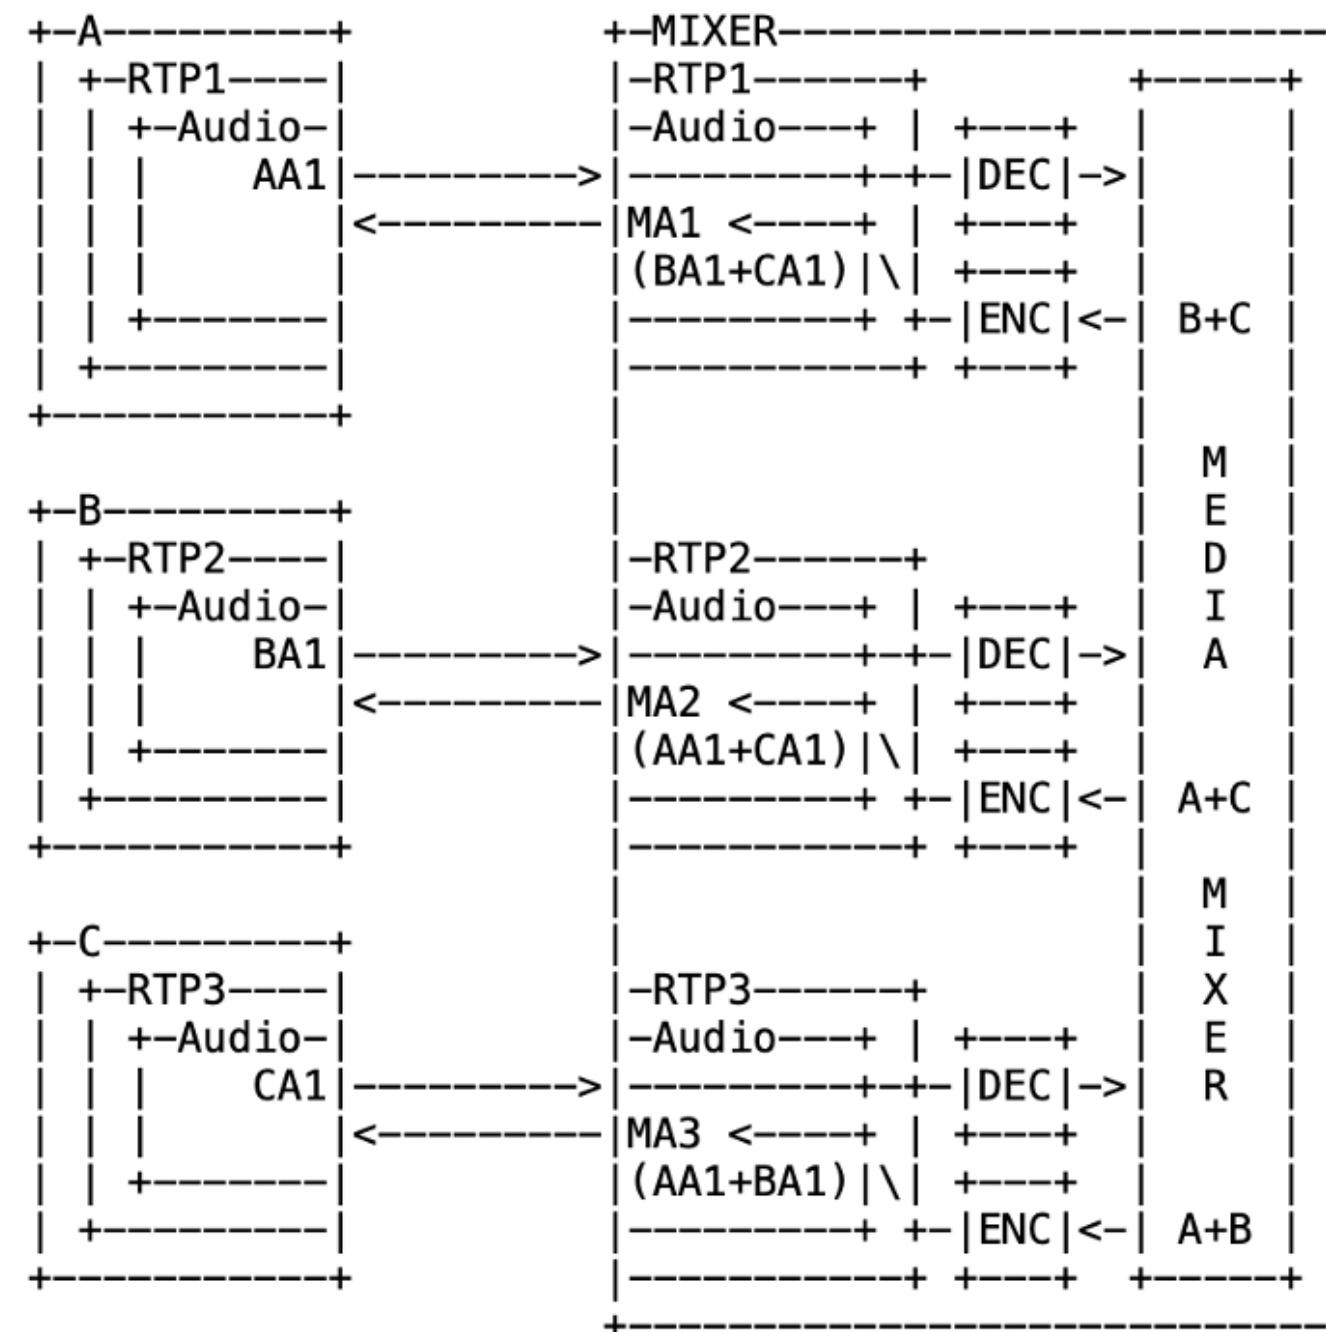 +-A---------+          +-MIXER----------------------
|  +-RTP1----|          |-RTP1------+        +-----+
|  |  +-Audio-|          |-Audio---+ |  +---+ |     |
|  |  |    AA1|--------->|---------+-+-|DEC|->|     |
|  |  |       |<---------|MA1 <----+ |  +---+ |     |
|  |  |       |          |(BA1+CA1)|\|  +---+ |     |
|  |  +-------|          |---------+ +-|ENC|<-| B+C |
|  +----------|          |-----------+  +---+ |     |
+-----------+          |                    |     |
                       |                    |  M  |
+-B---------+          |                    |  E  |
|  +-RTP2----|          |-RTP2------+        |  D  |
|  |  +-Audio-|          |-Audio---+ |  +---+ |  I  |
|  |  |    BA1|--------->|---------+-+-|DEC|->|  A  |
|  |  |       |<---------|MA2 <----+ |  +---+ |     |
|  |  +-------|          |(AA1+CA1)|\|  +---+ |     |
|  +----------|          |---------+ +-|ENC|<-| A+C |
+-----------+          |-----------+  +---+ |     |
                       |                    |  M  |
+-C---------+          |                    |  I  |
|  +-RTP3----|          |-RTP3------+        |  X  |
|  |  +-Audio-|          |-Audio---+ |  +---+ |  E  |
|  |  |    CA1|--------->|---------+-+-|DEC|->|  R  |
|  |  |       |<---------|MA3 <----+ |  +---+ |     |
|  |  +-------|          |(AA1+BA1)|\|  +---+ |     |
|  +----------|          |---------+ +-|ENC|<-| A+B |
+-----------+          |-----------+  +---+ +-----+
                       +----------------------------